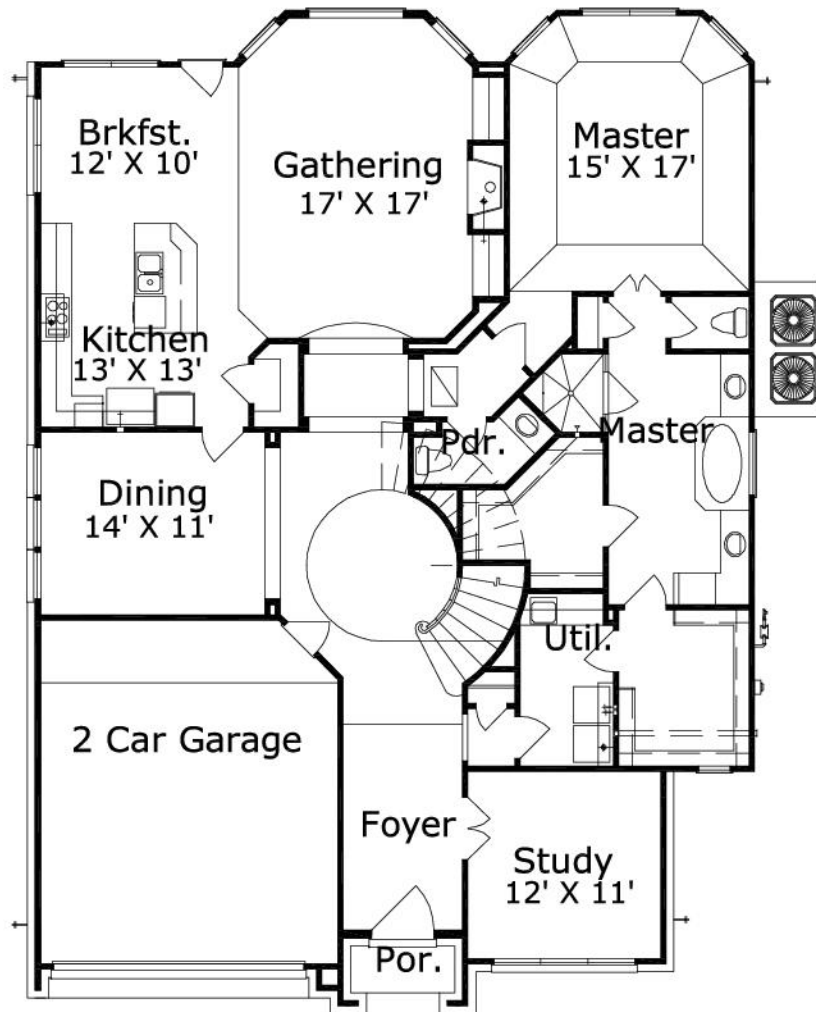 Brkfst.
12' X 10'
Gathering
17' X 17'
Master
15' X 17'
Kitchen
13' X 13'
Pdr.
Master
Dining
14' X 11'
Util.
2 Car Garage
Foyer
Study
12' X 11'
Por.